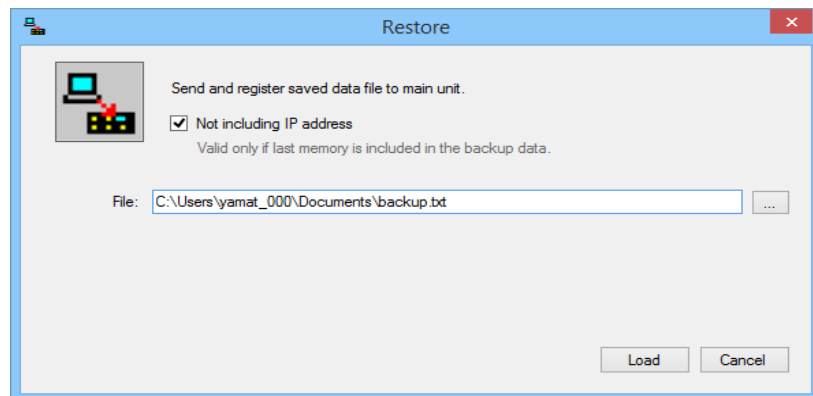 Restore
Send and register saved data file to main unit.
Not including IP address
Valid only if last memory is included in the backup data.
File: C:\Users\yamat_000\Documents\backup.txt ...
Load Cancel